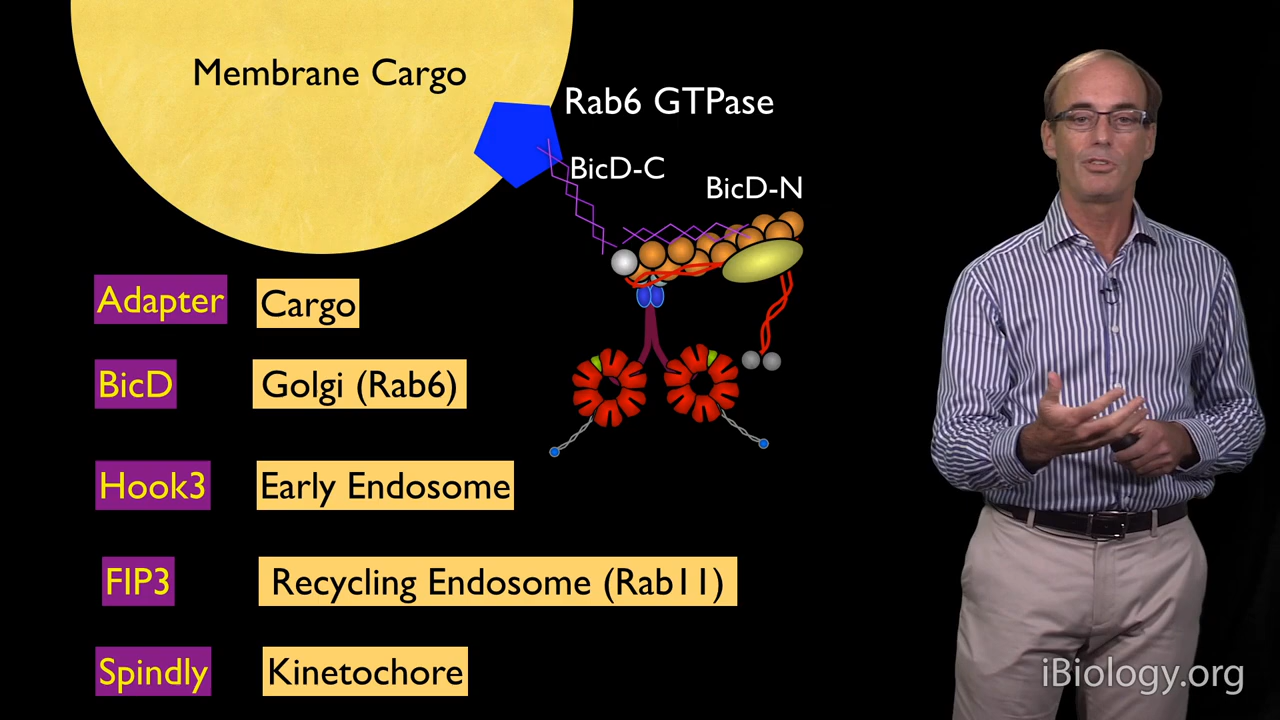 Membrane Cargo
Rab6 GTPase
BicD-C
BicD-N
Adapter Cargo
BicD Golgi (Rab6)
Hook3 Early Endosome
FIP3 Recycling Endosome (Rab11)
Spindly Kinetochore
iBiology.org